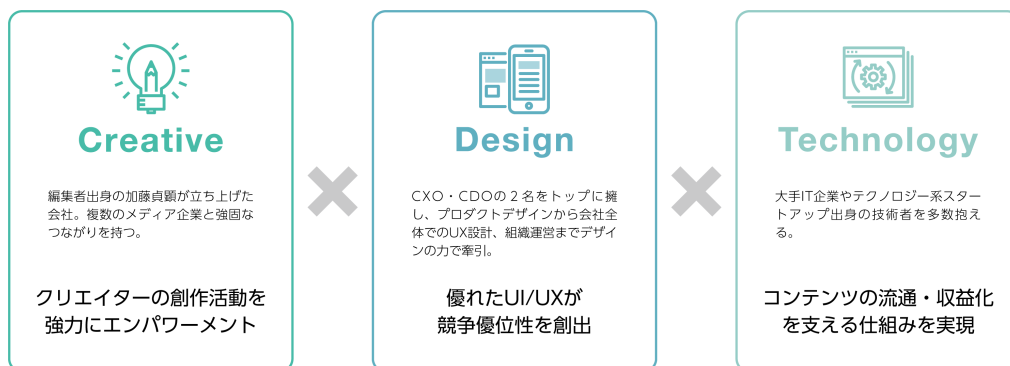 Creative
編集者出身の加藤貞顕が立ち上げた
会社。複数のメディア企業と強固な
つながりを持つ。
クリエイターの創作活動を
強力にエンパワーメント
Design
CXO・CDOの２名をトップに擁
し、プロダクトデザインから会社全
体でのUX設計、組織運営までデザイ
ンの力で牽引。
優れたUI/UXが
競争優位性を創出
Technology
大手IT企業やテクノロジー系スター
トアップ出身の技術者を多数抱え
る。
コンテンツの流通・収益化
を支える仕組みを実現